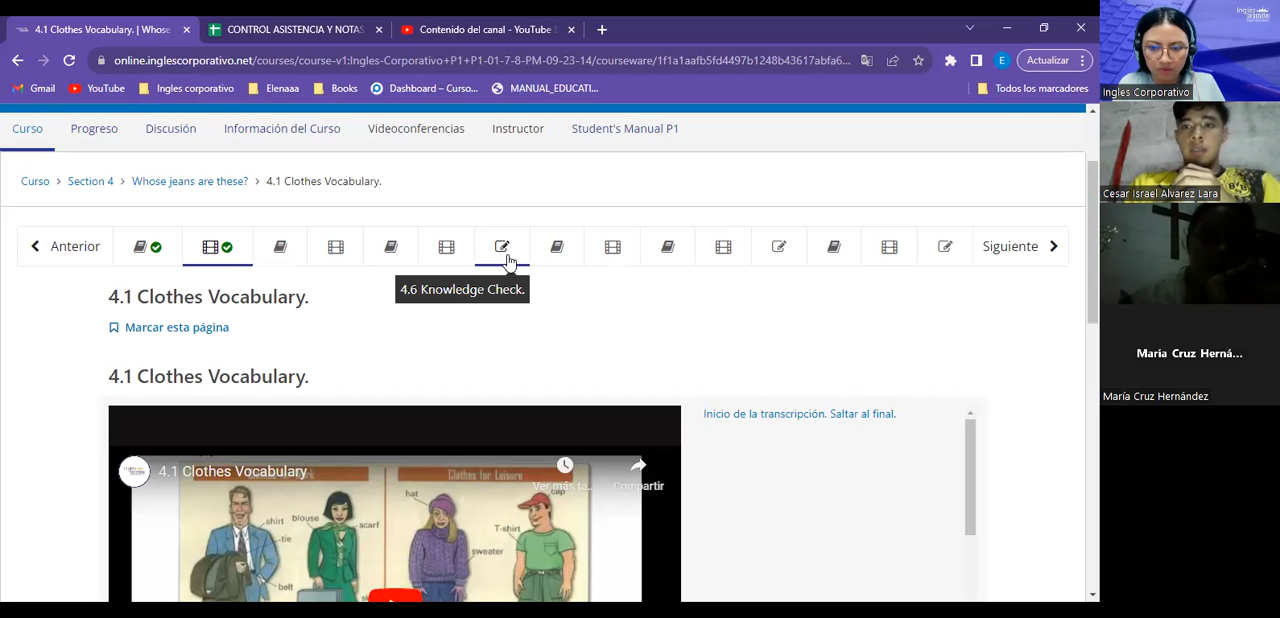 4.1 Clothes Vocabulary. | Whose
CONTROL ASISTENCIA Y NOTAS
Contenido del canal - YouTube
online.inglescorporativo.net/courses/course-v1:Ingles-Corporativo+P1+P1-01-7-8-PM-09-23-14/courseware/1f1a1aafb5fd4497b1248b43617abfa6...
Actualizar
Gmail
YouTube
Ingles corporativo
Elenaaa
Books
Dashboard – Curso...
MANUAL_EDUCATI...
Todos los marcadores
Curso
Progreso
Discusión
Información del Curso
Videoconferencias
Instructor
Student's Manual P1
Curso > Section 4 > Whose jeans are these? > 4.1 Clothes Vocabulary.
Anterior
Siguiente
4.6 Knowledge Check.
4.1 Clothes Vocabulary.
Marcar esta página
4.1 Clothes Vocabulary.
Inicio de la transcripción. Saltar al final.
4.1 Clothes Vocabulary
Ver más ta...
Compartir
Clothes for Leisure
shirt
blouse
scarf
tie
belt
hat
cap
T-shirt
sweater
Ingles Corporativo
Cesar Israel Alvarez Lara
María Cruz Herná...
María Cruz Hernández